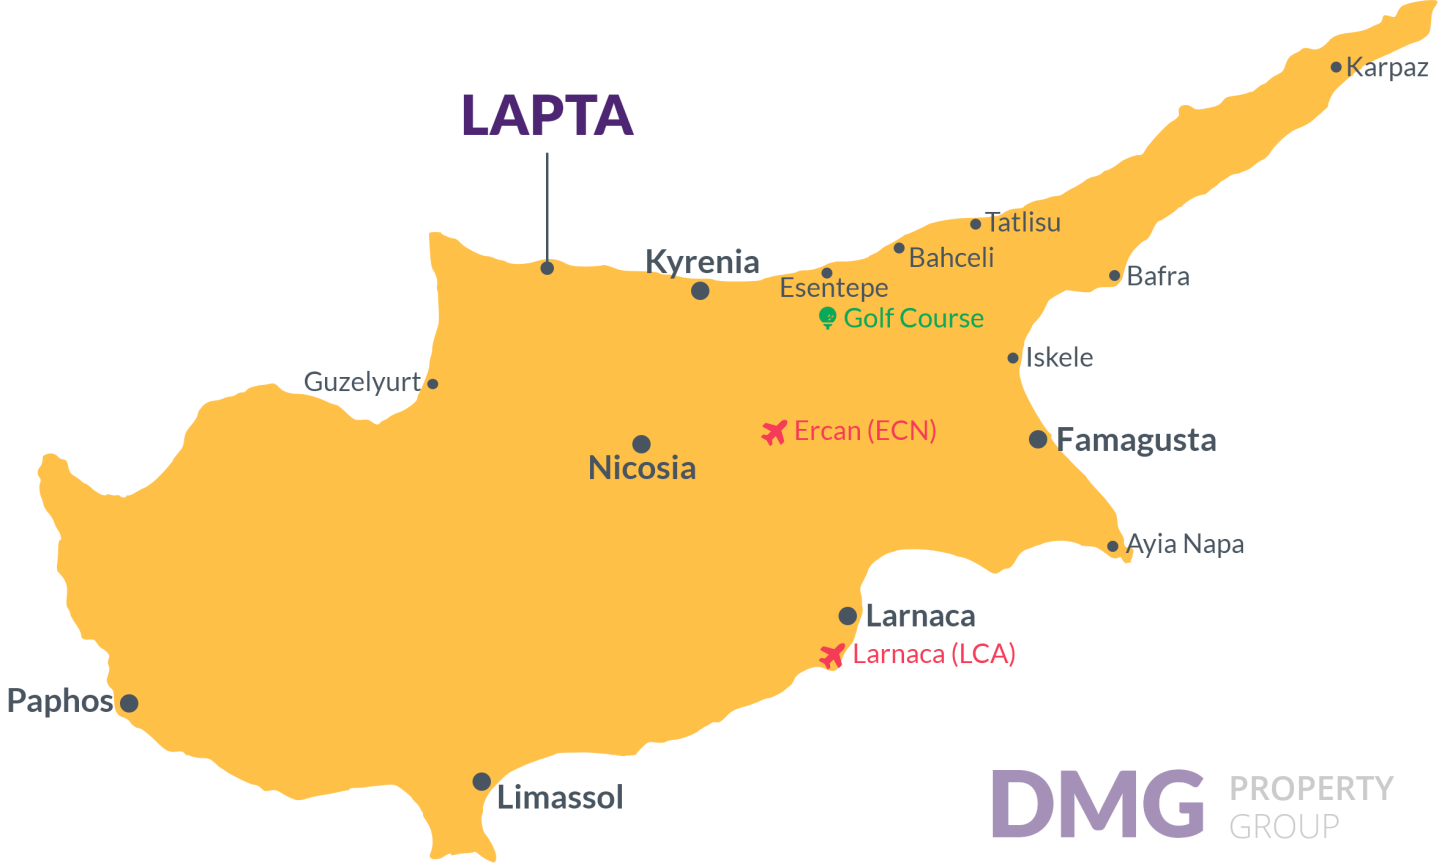 Karpaz
LAPTA
Tatlisu
Kyrenia
Bahceli
Bafra
Esentepe
Golf Course
Iskele
Guzelyurt
Ercan (ECN)
Famagusta
Nicosia
Ayia Napa
Larnaca
Larnaca (LCA)
Paphos
Limassol
DMG PROPERTY
GROUP